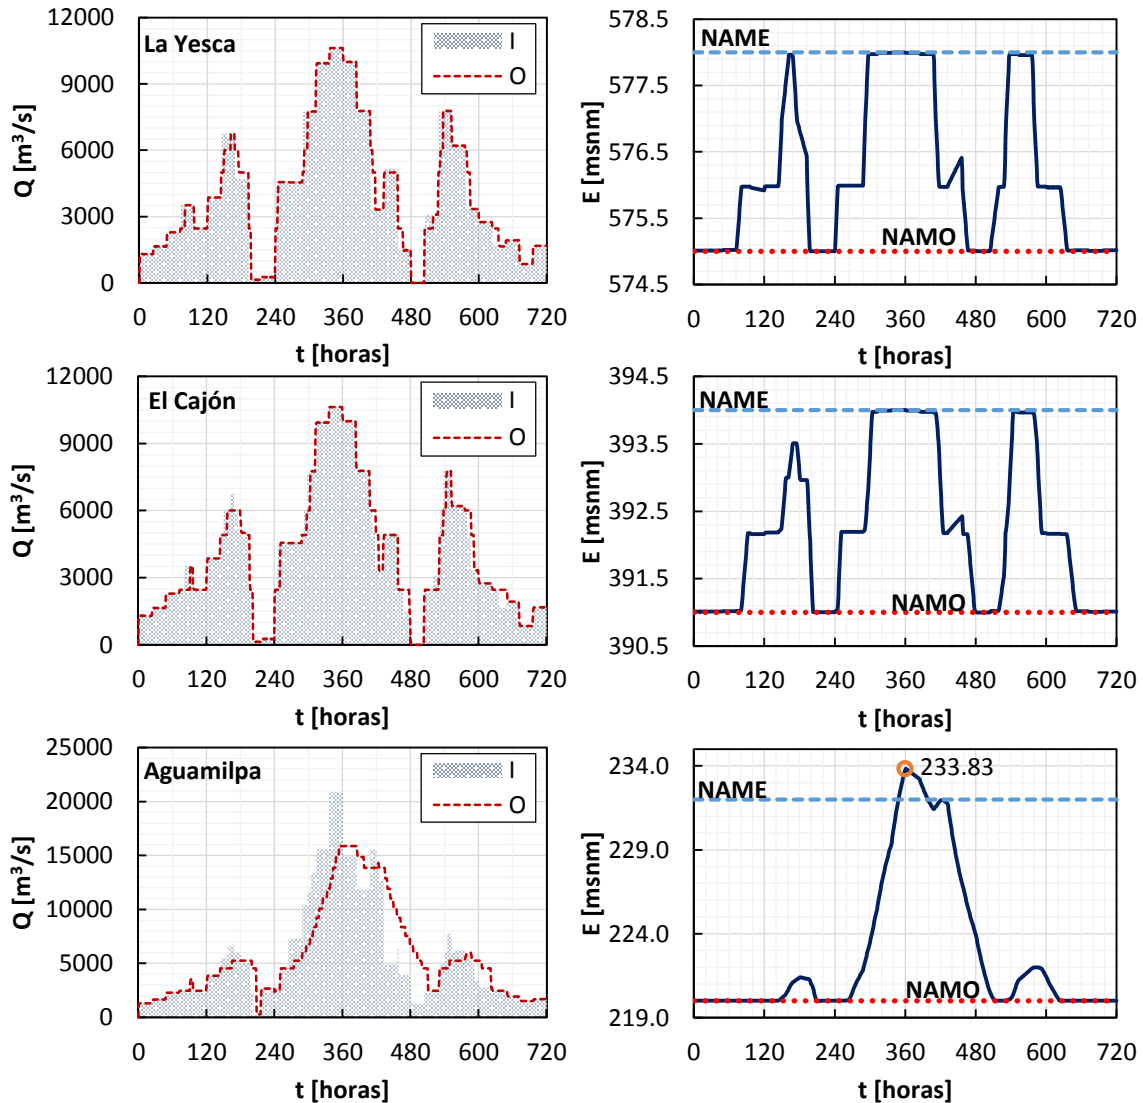 La Yesca
I
O
Q [m³/s]
12000
9000
6000
3000
0
0 120 240 360 480 600 720
t [horas]
NAME
NAMO
E [msnm]
578.5
577.5
576.5
575.5
574.5
0 120 240 360 480 600 720
t [horas]
El Cajón
I
O
Q [m³/s]
12000
9000
6000
3000
0
0 120 240 360 480 600 720
t [horas]
NAME
NAMO
E [msnm]
394.5
393.5
392.5
391.5
390.5
0 120 240 360 480 600 720
t [horas]
Aguamilpa
I
O
Q [m³/s]
25000
20000
15000
10000
5000
0
0 120 240 360 480 600 720
t [horas]
233.83
NAME
NAMO
E [msnm]
234.0
229.0
224.0
219.0
0 120 240 360 480 600 720
t [horas]